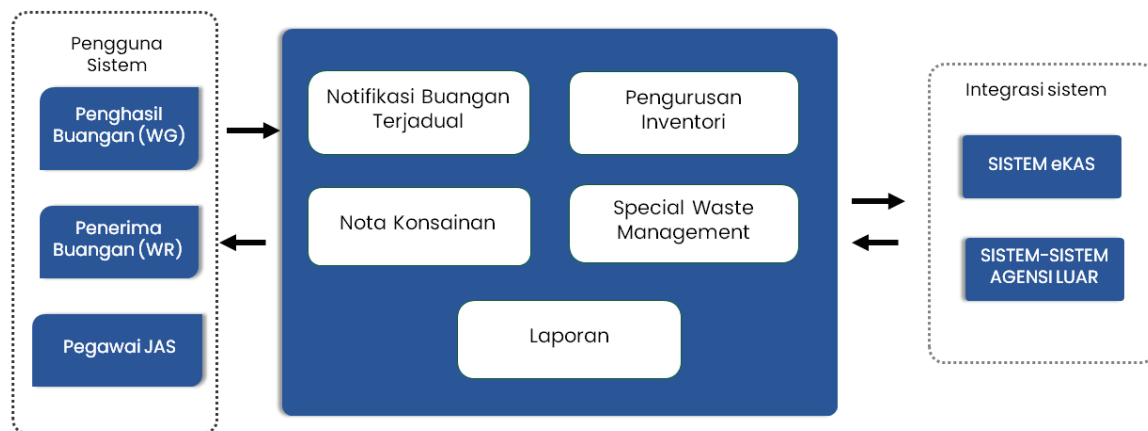 Pengguna
Sistem
Penghasil
Buangan (WG)
Penerima
Buangan (WR)
Pegawai JAS
Notifikasi Buangan
Terjadual
Pengurusan
Inventori
Nota Konsainan
Special Waste
Management
Laporan
Integrasi sistem
SISTEM eKAS
SISTEM-SISTEM
AGENSI LUAR